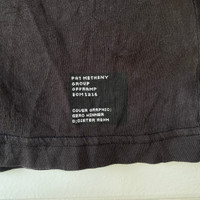 PAT METHENY
GROUP
OFFRAMP
ECM 1216
COVER GRAPHIC:
GERD WINNER
& DIETER REHM